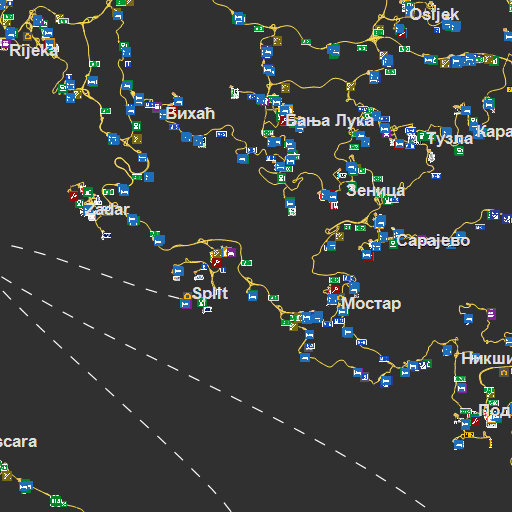 Osijek
Rijeka
Бихаћ
Бања Лука
Тузла
Кара
Зеница
Zadar
Сарајево
Split
Мостар
Никши
Под
scara